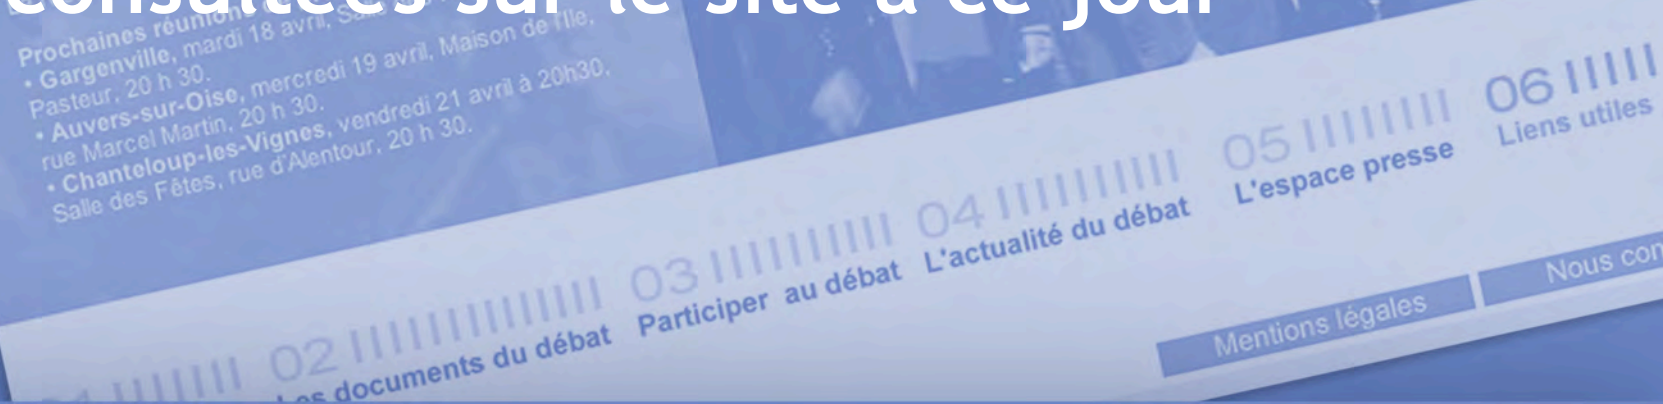 consultées sur le site à ce jour
Prochaines réunions
• Gargenville, mardi 18 avril, Salle
Pasteur, 20 h 30.
• Auvers-sur-Oise, mercredi 19 avril, Maison de l'Ile,
rue Marcel Martin, 20 h 30.
• Chanteloup-les-Vignes, vendredi 21 avril à 20h30,
Salle des Fêtes, rue d'Alentour, 20 h 30.
02
Les documents du débat
03
Participer au débat
04
L'actualité du débat
05
L'espace presse
06
Liens utiles
Mentions légales
Nous con